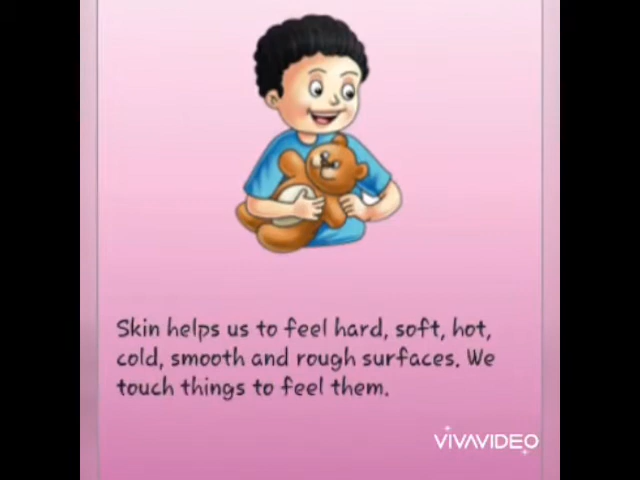 Skin helps us to feel hard, soft, hot,
cold, smooth and rough surfaces. We
touch things to feel them.
VIVAVIDEO